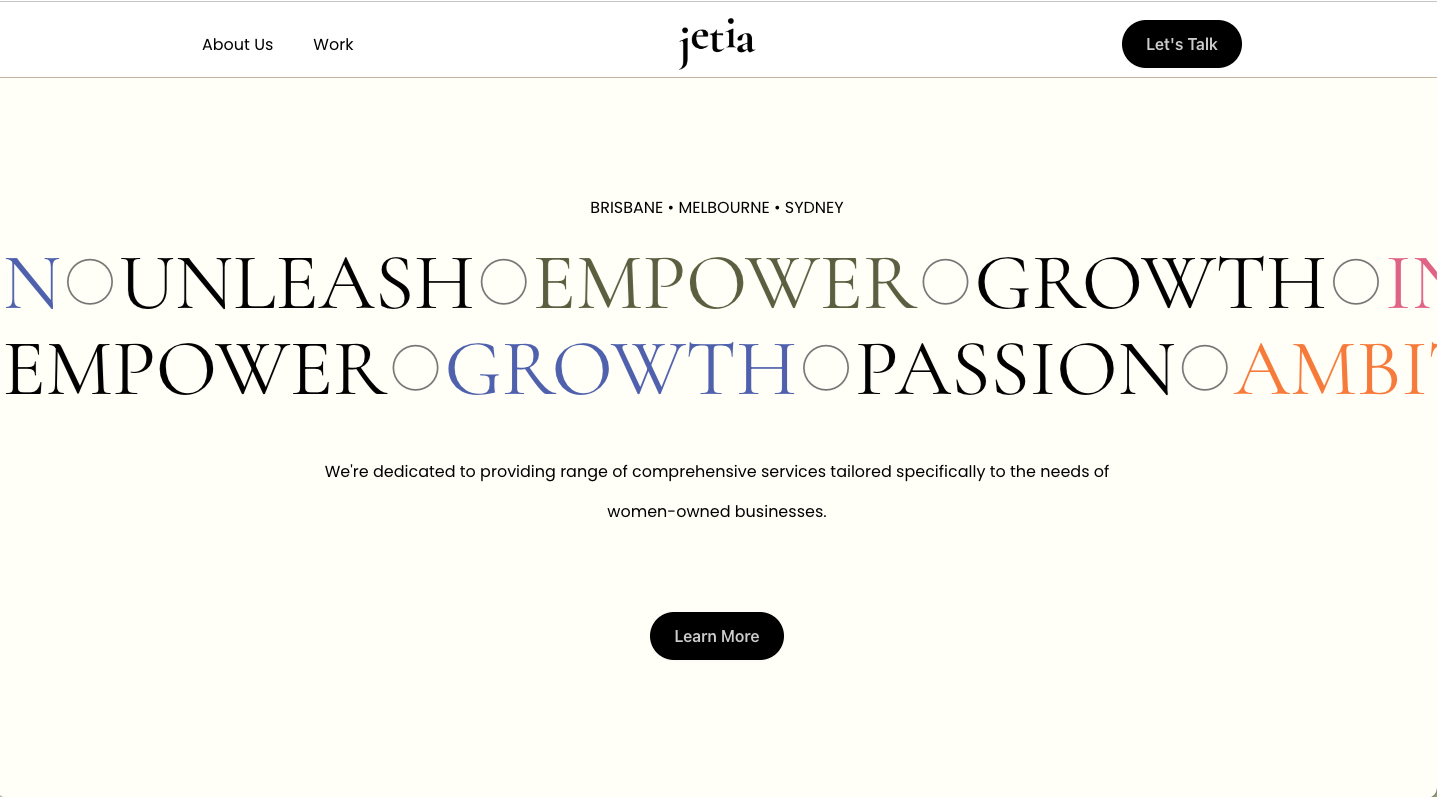 About Us Work jetia Let's Talk
BRISBANE • MELBOURNE • SYDNEY
N UNLEASH EMPOWER GROWTH IN
EMPOWER GROWTH PASSION AMBIT
We're dedicated to providing range of comprehensive services tailored specifically to the needs of
women-owned businesses.
Learn More